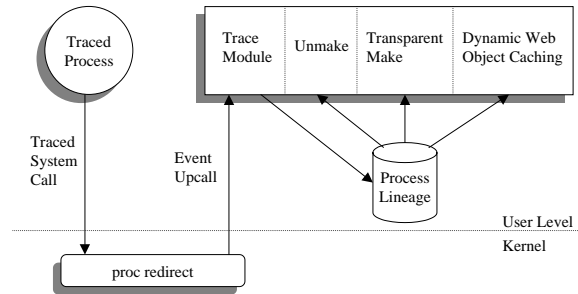 Traced
Process
Trace
Module
Unmake
Transparent
Make
Dynamic Web
Object Caching
Traced
System
Call
Event
Upcall
Process
Lineage
User Level
Kernel
proc redirect